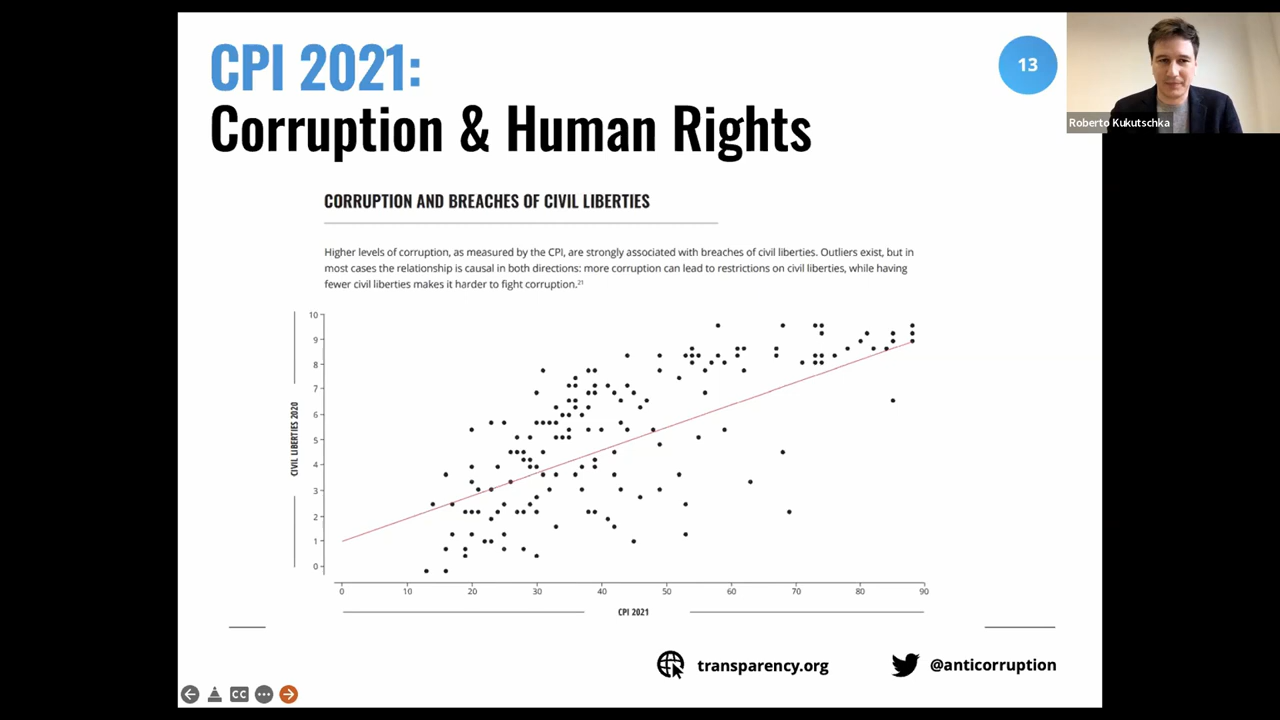 CPI 2021:
13
Roberto Kukutschka
Corruption & Human Rights
CORRUPTION AND BREACHES OF CIVIL LIBERTIES
Higher levels of corruption, as measured by the CPI, are strongly associated with breaches of civil liberties. Outliers exist, but in
most cases the relationship is causal in both directions: more corruption can lead to restrictions on civil liberties, while having
fewer civil liberties makes it harder to fight corruption.²¹
10
9
8
7
6
5
4
3
2
1
0
CIVIL LIBERTIES 2020
0 10 20 30 40 50 60 70 80 90
CPI 2021
transparency.org
@anticorruption
CC